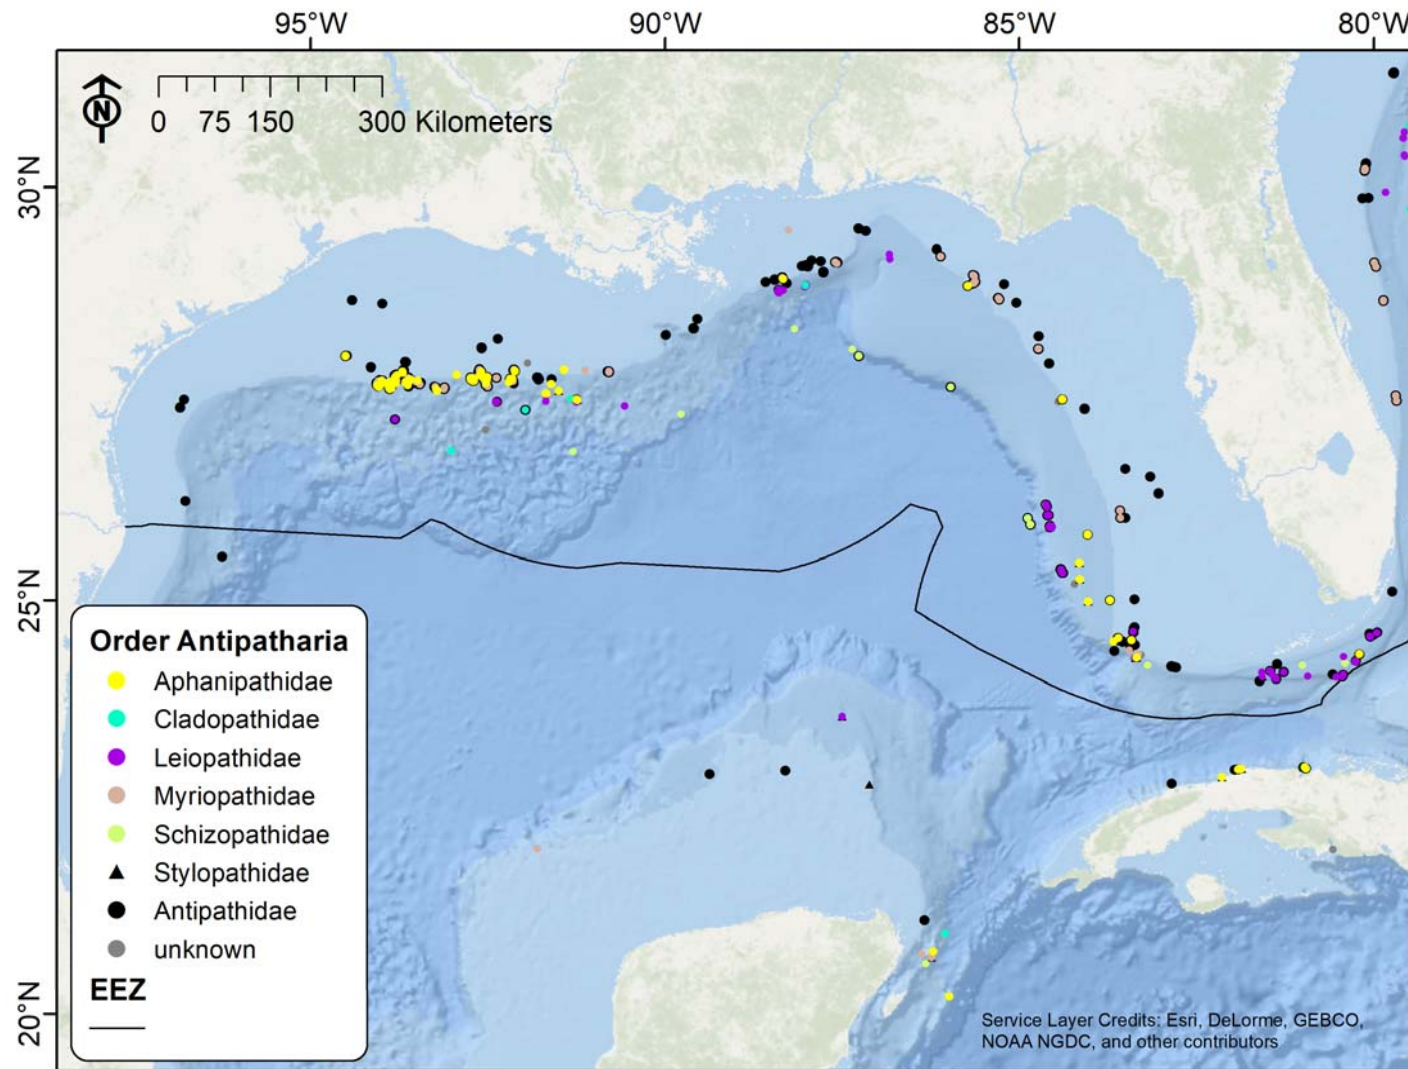 95°W 90°W 85°W 80°W
N
0 75 150 300 Kilometers
30°N
25°N
20°N
Order Antipatharia
Aphanipathidae
Cladopathidae
Leiopathidae
Myriopathidae
Schizopathidae
Stylopathidae
Antipathidae
unknown
EEZ
Service Layer Credits: Esri, DeLorme, GEBCO,
NOAA NGDC, and other contributors